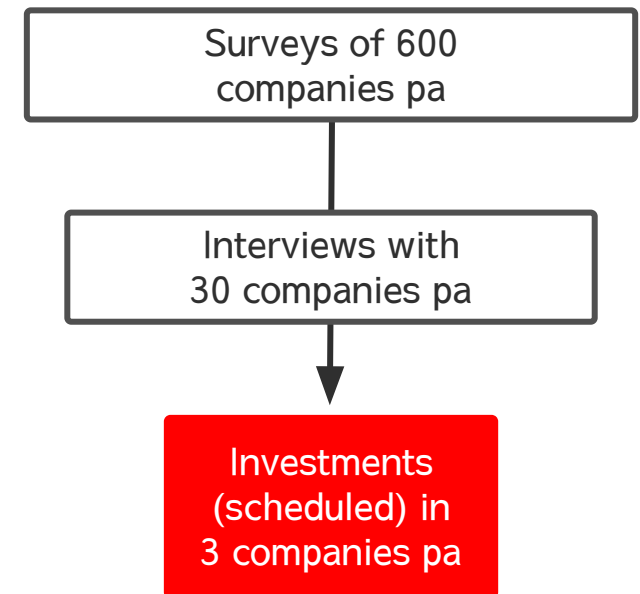 Surveys of 600
companies pa
Interviews with
30 companies pa
Investments
(scheduled) in
3 companies pa